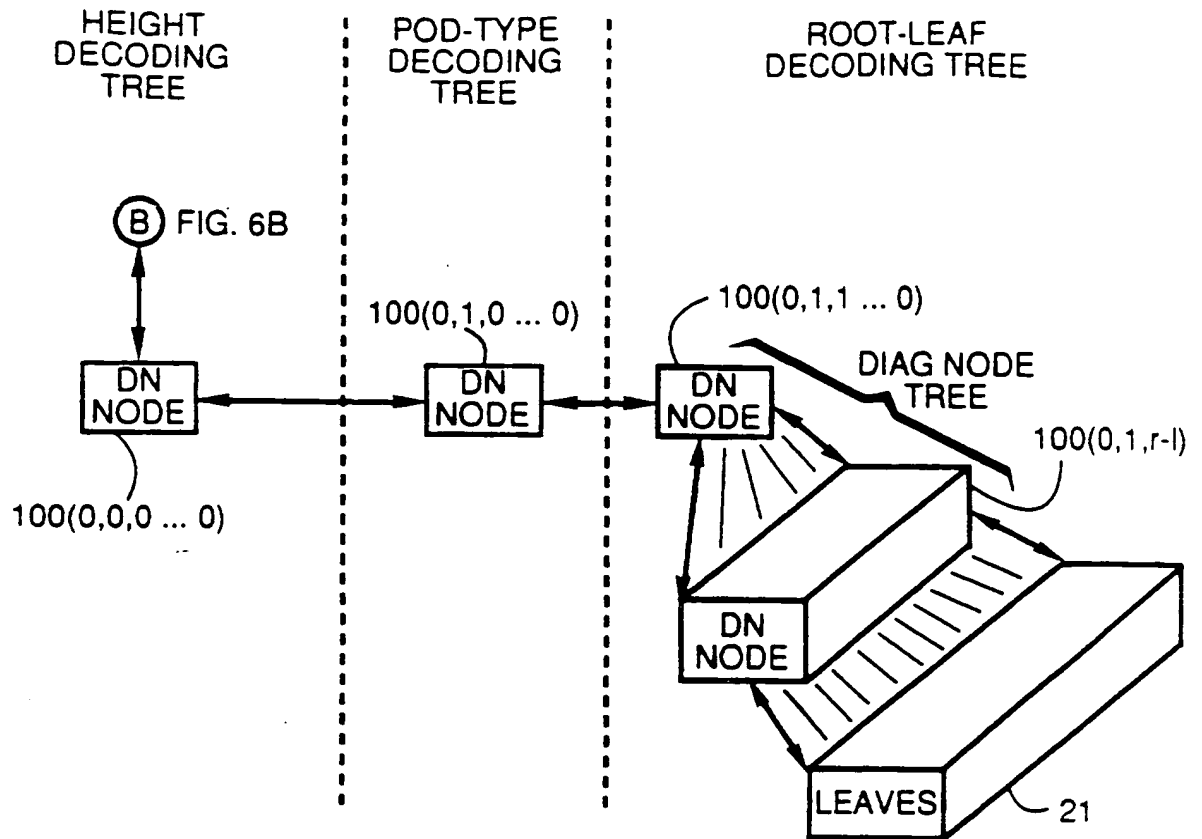 HEIGHT
DECODING
TREE
POD-TYPE
DECODING
TREE
ROOT-LEAF
DECODING TREE
B FIG. 6B
100(0,1,0 ... 0)
100(0,1,1 ... 0)
DIAG NODE
TREE
DN
NODE
DN
NODE
DN
NODE
100(0,1,r-l)
100(0,0,0 ... 0)
DN
NODE
LEAVES
21